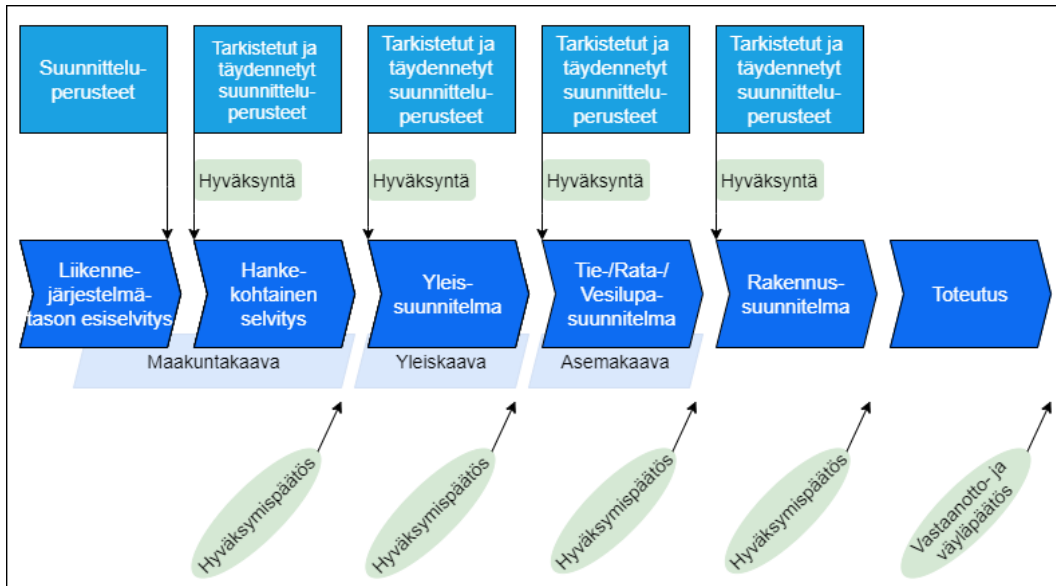 Suunnittelu-
perusteet
Tarkistetut ja
täydennetyt
suunnittelu-
perusteet
Tarkistetut ja
täydennetyt
suunnittelu-
perusteet
Tarkistetut ja
täydennetyt
suunnittelu-
perusteet
Tarkistetut ja
täydennetyt
suunnittelu-
perusteet
Hyväksyntä
Hyväksyntä
Hyväksyntä
Hyväksyntä
Liikenne-
järjestelmä-
tason esiselvitys
Hanke-
kohtainen
selvitys
Yleis-
suunnitelma
Tie-/Rata-/
Vesilupa-
suunnitelma
Rakennus-
suunnitelma
Toteutus
Maakuntakaava
Yleiskaava
Asemakaava
Hyväksymispäätös
Hyväksymispäätös
Hyväksymispäätös
Hyväksymispäätös
Vastaanotto- ja
väyläpäätös